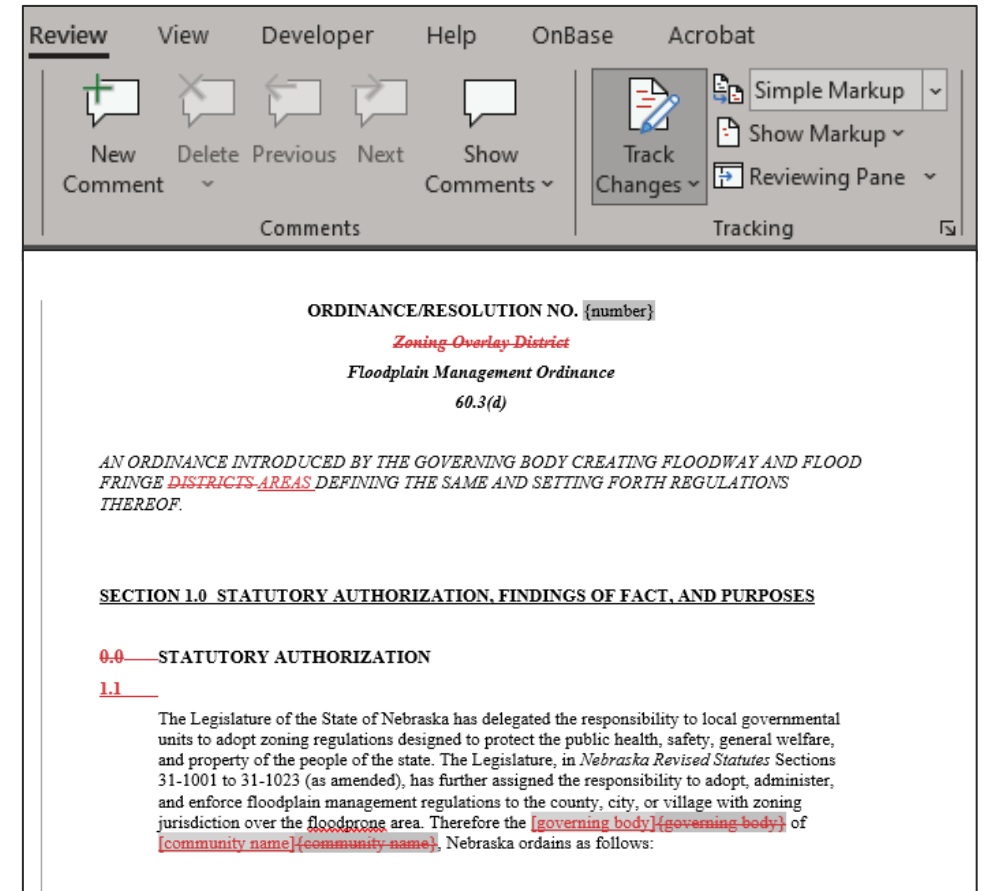 Review View Developer Help OnBase Acrobat
New Comment
Delete
Previous
Next
Show Comments
Comments
Track Changes
Simple Markup
Show Markup
Reviewing Pane
Tracking
ORDINANCE/RESOLUTION NO. {number}
Zoning Overlay District
Floodplain Management Ordinance
60.3(d)
AN ORDINANCE INTRODUCED BY THE GOVERNING BODY CREATING FLOODWAY AND FLOOD
FRINGE DISTRICTS AREAS DEFINING THE SAME AND SETTING FORTH REGULATIONS
THEREOF.
SECTION 1.0 STATUTORY AUTHORIZATION, FINDINGS OF FACT, AND PURPOSES
0.0 STATUTORY AUTHORIZATION
1.1
The Legislature of the State of Nebraska has delegated the responsibility to local governmental
units to adopt zoning regulations designed to protect the public health, safety, general welfare,
and property of the people of the state. The Legislature, in Nebraska Revised Statutes Sections
31-1001 to 31-1023 (as amended), has further assigned the responsibility to adopt, administer,
and enforce floodplain management regulations to the county, city, or village with zoning
jurisdiction over the floodprone area. Therefore the [governing body]{governing body} of
[community name]{community name}, Nebraska ordains as follows: